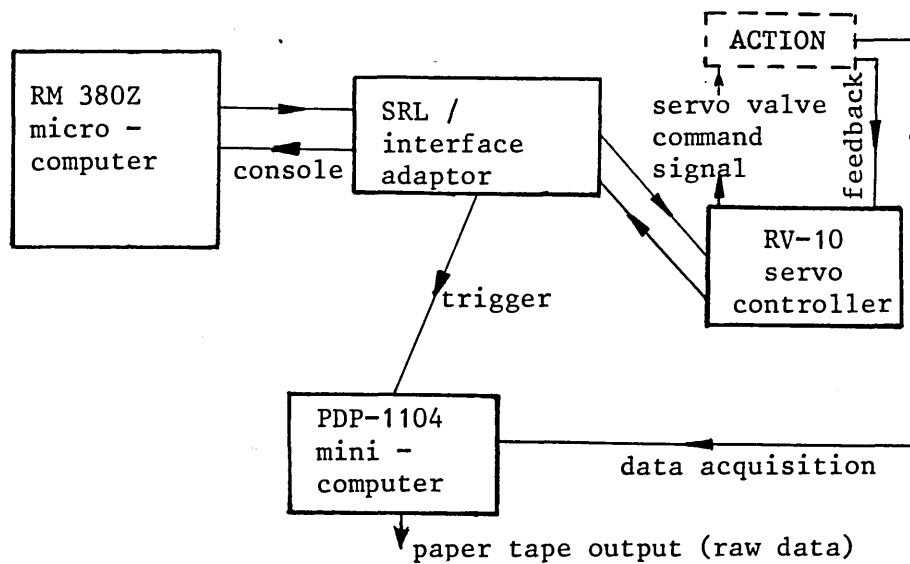 ACTION
RM 380Z
micro -
computer
SRL /
interface
adaptor
console
servo valve
command
signal
feedback
RV-10
servo
controller
trigger
PDP-1104
mini -
computer
data acquisition
paper tape output (raw data)